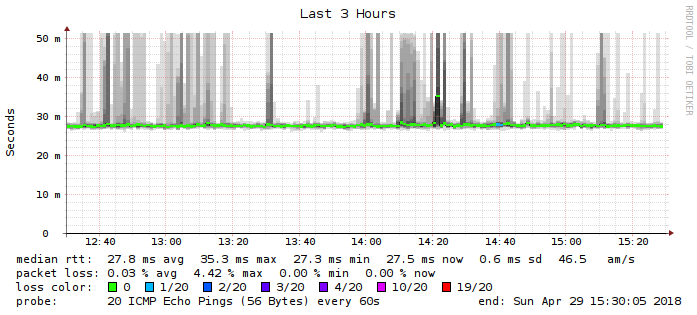 Last 3 Hours
RRDTOOL / TOBI OETIKER
Seconds
50 m
40 m
30 m
20 m
10 m
0
12:40 13:00 13:20 13:40 14:00 14:20 14:40 15:00 15:20
median rtt: 27.8 ms avg 35.3 ms max 27.3 ms min 27.5 ms now 0.6 ms sd 46.5 am/s
packet loss: 0.03 % avg 4.42 % max 0.00 % min 0.00 % now
loss color: 0 1/20 2/20 3/20 4/20 10/20 19/20
probe: 20 ICMP Echo Pings (56 Bytes) every 60s end: Sun Apr 29 15:30:05 2018